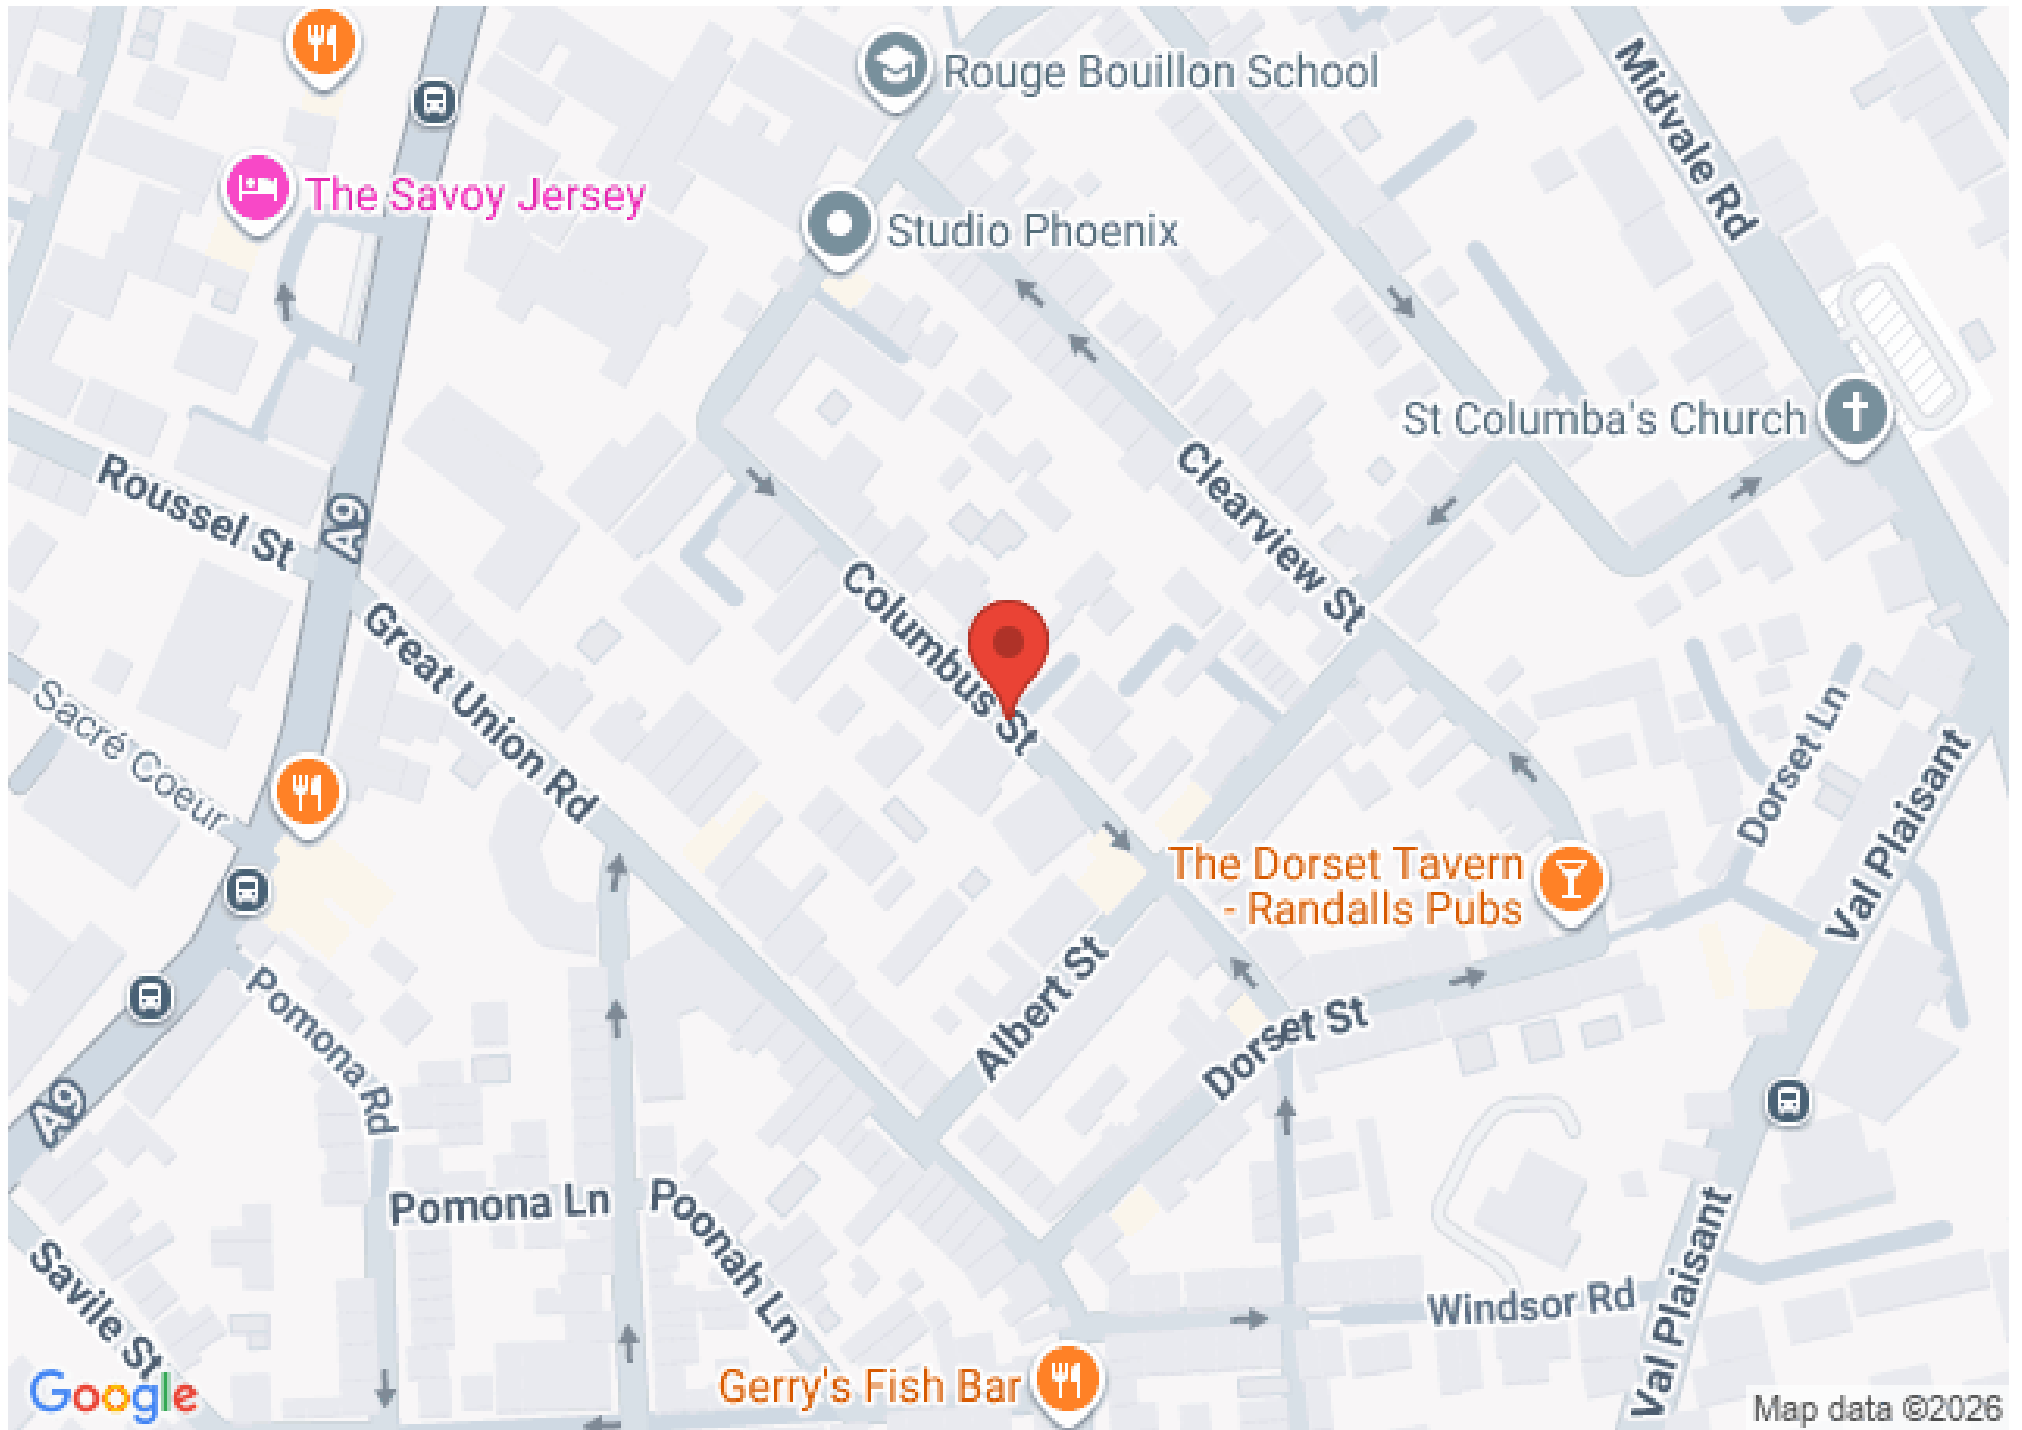 Rouge Bouillon School
Midvale Rd
The Savoy Jersey
Studio Phoenix
St Columba's Church
Clearview St
Roussel St
A9
Columbus St
Great Union Rd
Sacré Coeur
Dorset Ln
Val Plaisant
The Dorset Tavern
- Randalls Pubs
Albert St
Dorset St
Pomona Rd
A9
Pomona Ln
Poonah Ln
Savile St
Windsor Rd
Val Plaisant
Gerry's Fish Bar
Google
Map data ©2026